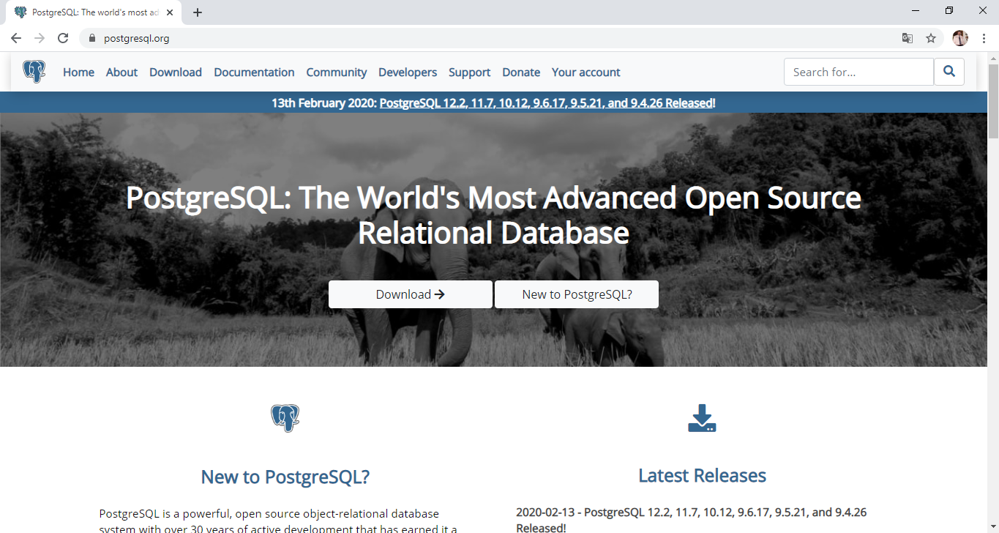 PostgreSQL: The world's most ad
postgresql.org
Home About Download Documentation Community Developers Support Donate Your account
Search for...
13th February 2020: PostgreSQL 12.2, 11.7, 10.12, 9.6.17, 9.5.21, and 9.4.26 Released!
PostgreSQL: The World's Most Advanced Open Source
Relational Database
Download
New to PostgreSQL?
New to PostgreSQL?
PostgreSQL is a powerful, open source object-relational database
system with over 30 years of active development that has earned it a
Latest Releases
2020-02-13 - PostgreSQL 12.2, 11.7, 10.12, 9.6.17, 9.5.21, and 9.4.26
Released!